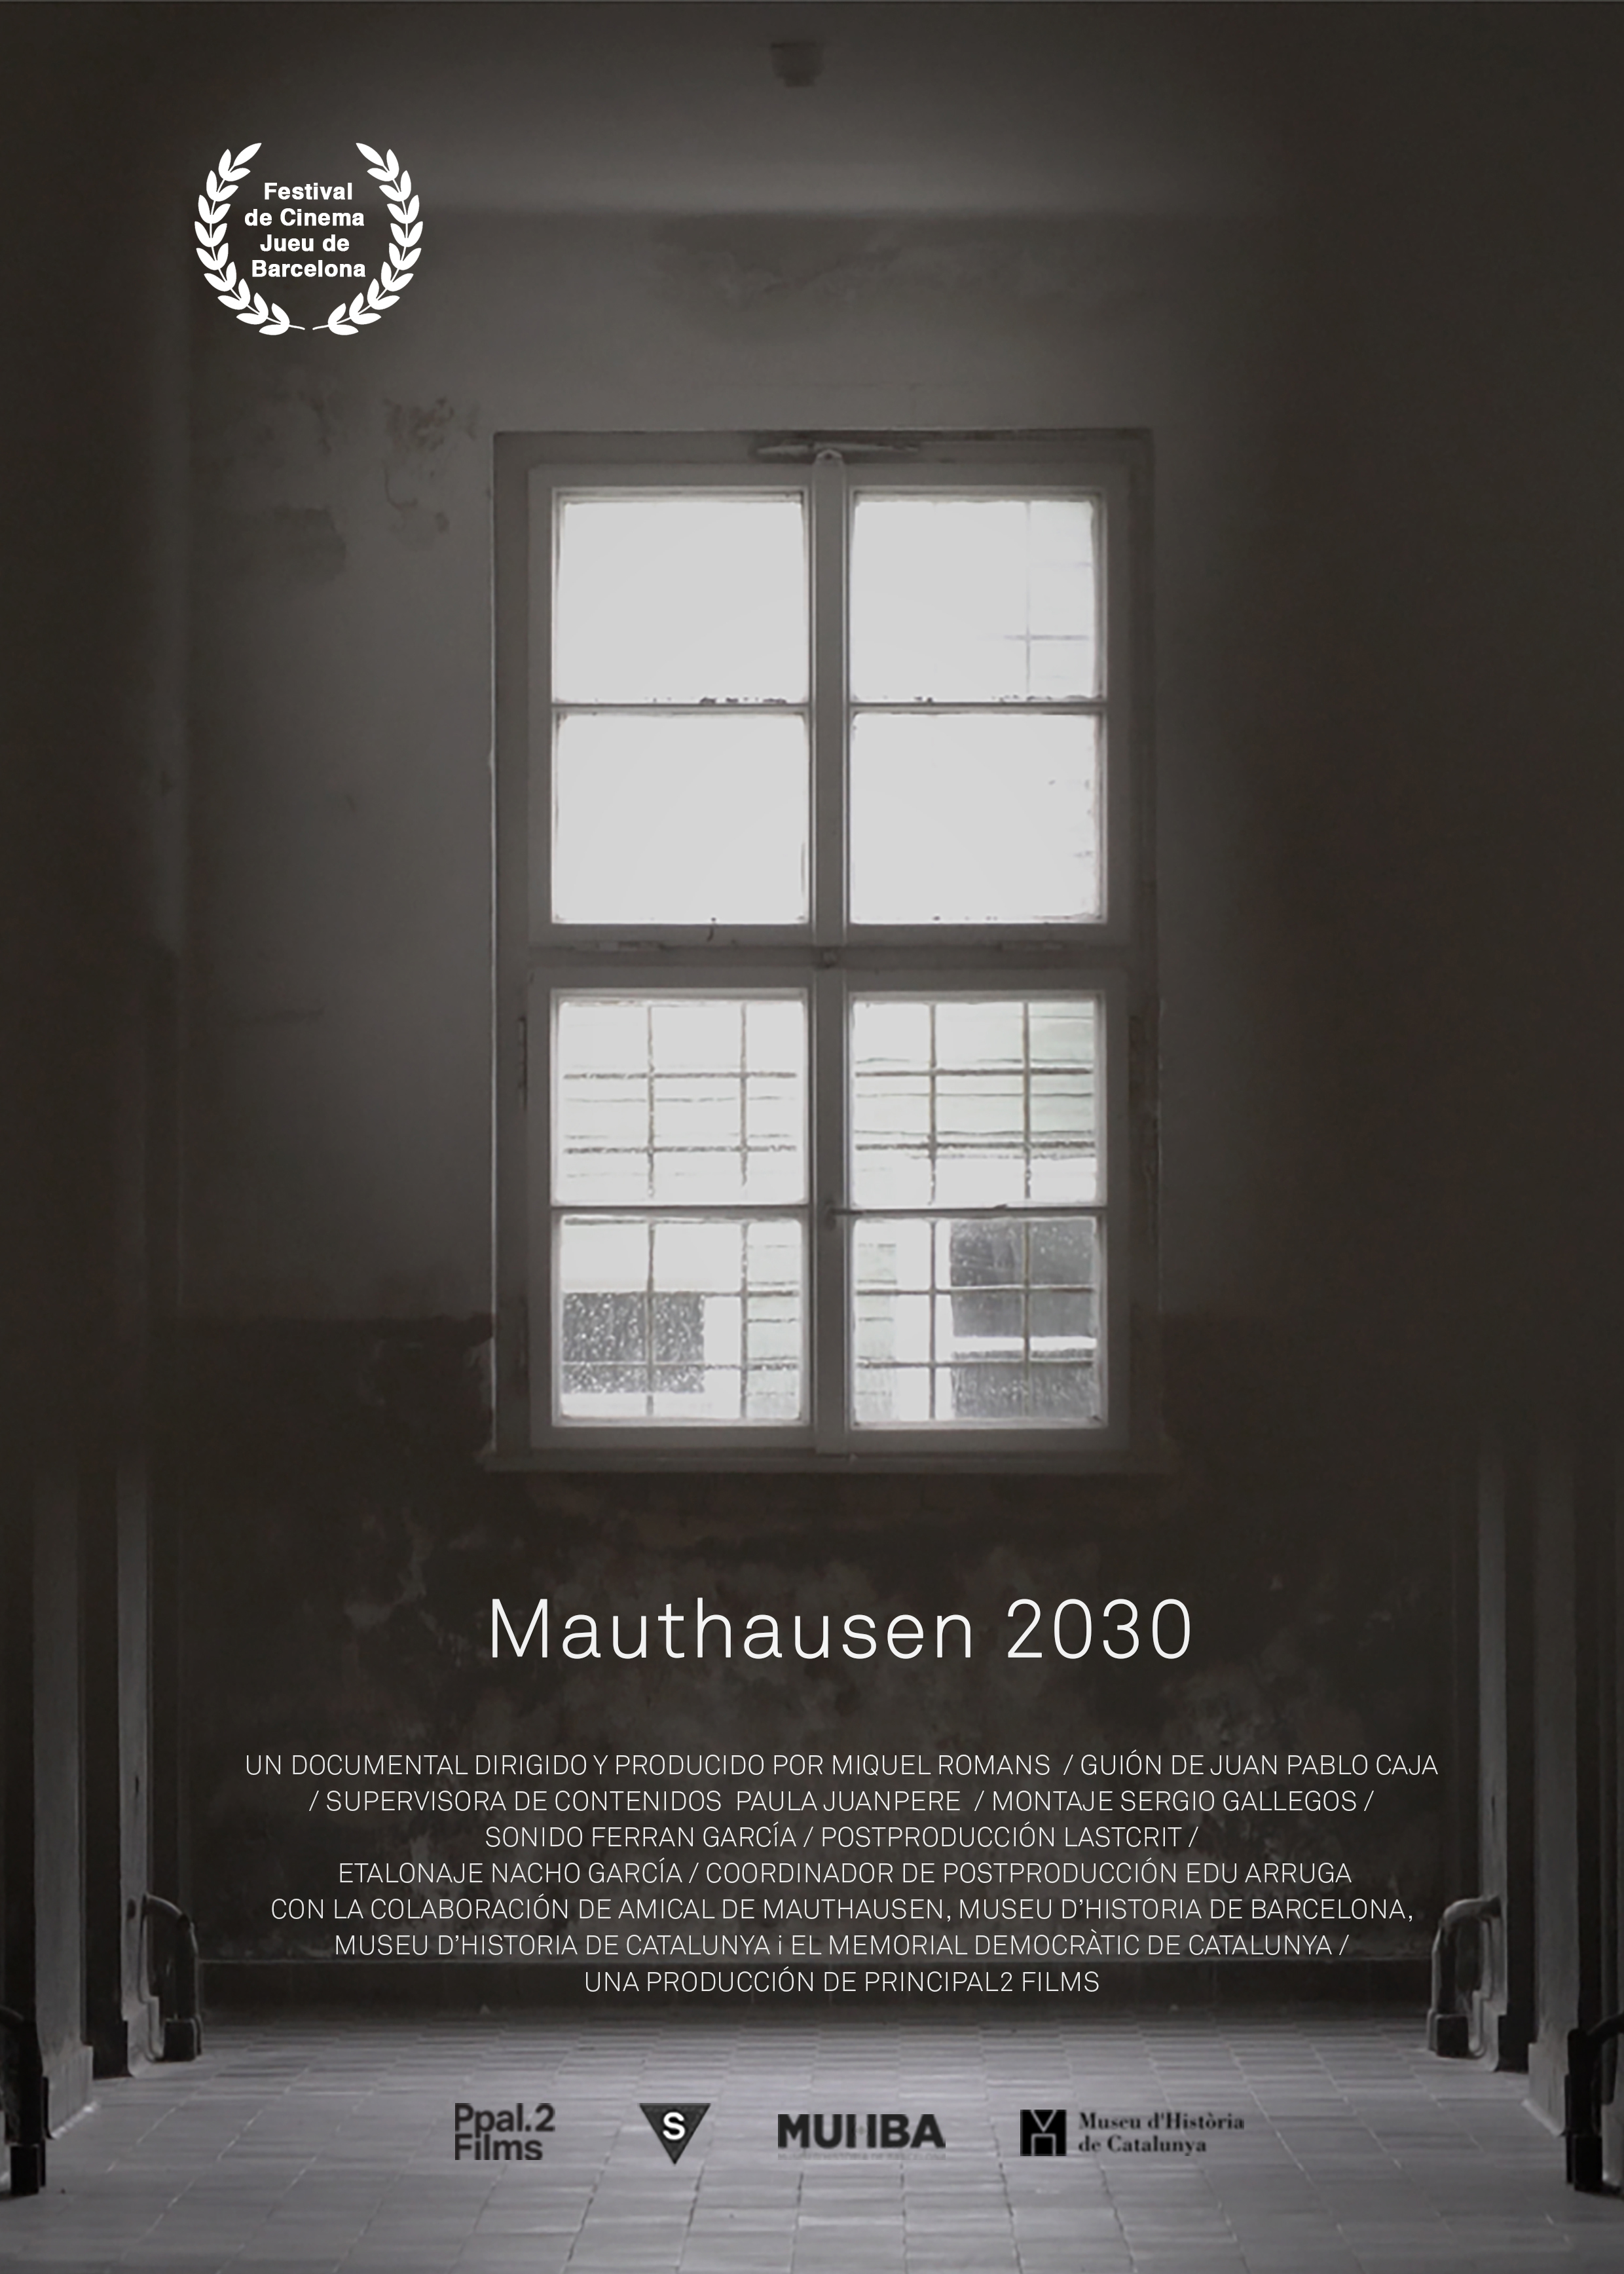 Festival
de Cinema
Jueu de
Barcelona
Mauthausen 2030
UN DOCUMENTAL DIRIGIDO Y PRODUCIDO POR MIQUEL ROMANS / GUIÓN DE JUAN PABLO CAJA
/ SUPERVISORA DE CONTENIDOS PAULA JUANPERE / MONTAJE SERGIO GALLEGOS /
SONIDO FERRAN GARCÍA / POSTPRODUCCIÓN LASTCRIT /
ETALONAJE NACHO GARCÍA / COORDINADOR DE POSTPRODUCCIÓN EDU ARRUGA
CON LA COLABORACIÓN DE AMICAL DE MAUTHAUSEN, MUSEU D'HISTORIA DE BARCELONA,
MUSEU D'HISTORIA DE CATALUNYA i EL MEMORIAL DEMOCRÀTIC DE CATALUNYA /
UNA PRODUCCIÓN DE PRINCIPAL2 FILMS
Ppal.2
Films
S
MUHBA
Museu d'Història
de Catalunya